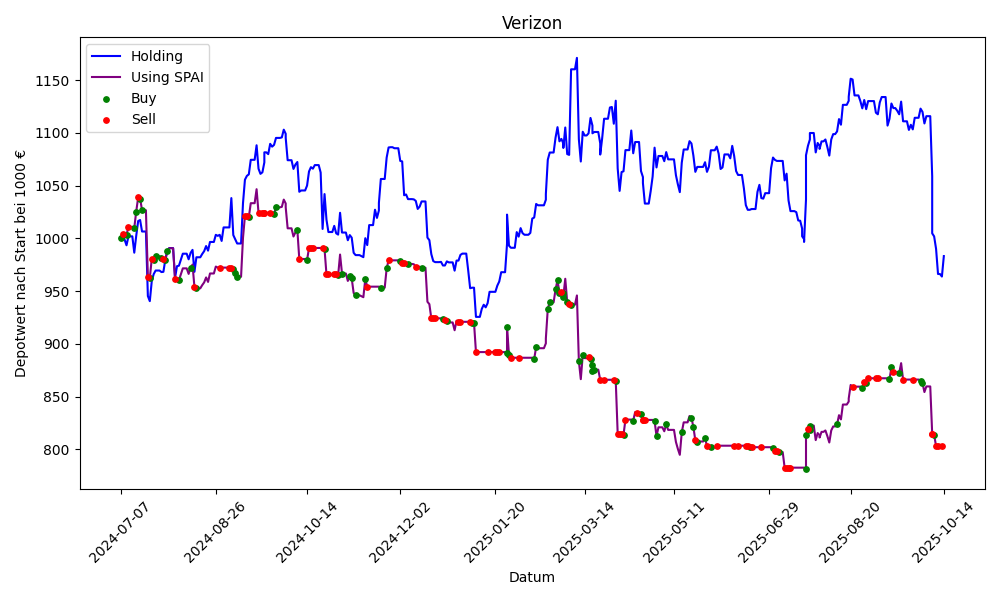 Verizon
Holding
Using SPAI
Buy
Sell
Depotwert nach Start bei 1000 €
1150
1100
1050
1000
950
900
850
800
2024-07-07
2024-08-26
2024-10-14
2024-12-02
2025-01-20
2025-03-14
2025-05-11
2025-06-29
2025-08-20
2025-10-14
Datum